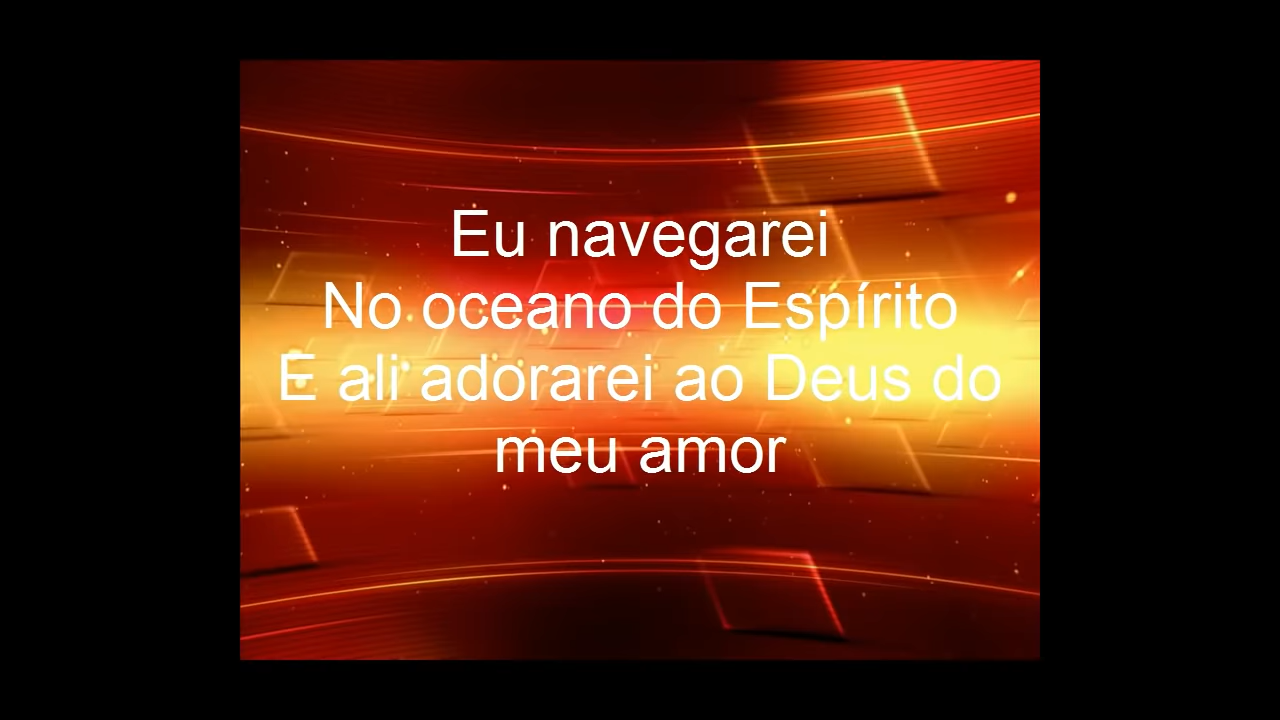 Eu navegarei
No oceano do Espírito
E ali adorarei ao Deus do
meu amor